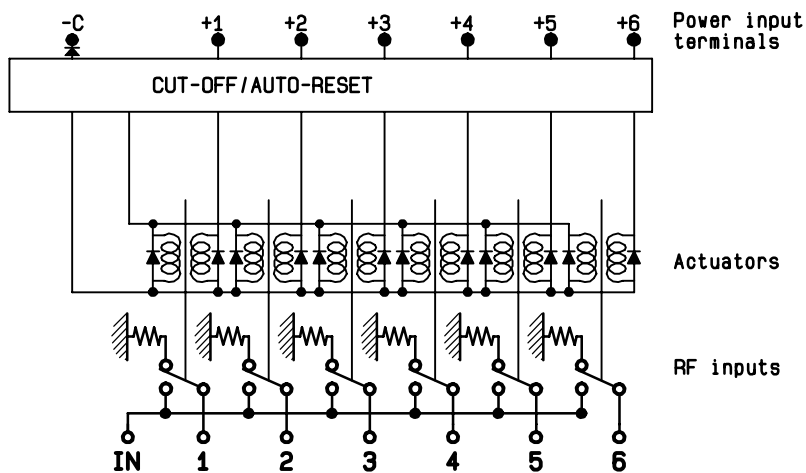 -C +1 +2 +3 +4 +5 +6 Power input
terminals
CUT-OFF/AUTO-RESET
Actuators
RF inputs
IN 1 2 3 4 5 6